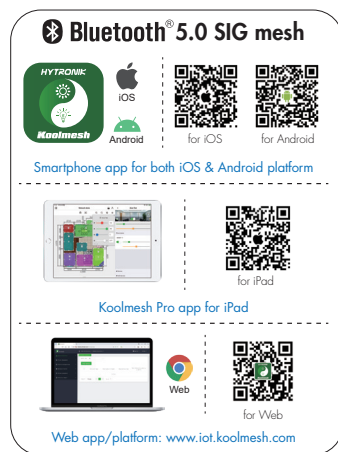 Bluetooth® 5.0 SIG mesh
HYTRONIK
Koolmesh
iOS
Android
for iOS
for Android
Smartphone app for both iOS & Android platform
for iPad
Koolmesh Pro app for iPad
Web
for Web
Web app/platform: www.iot.koolmesh.com